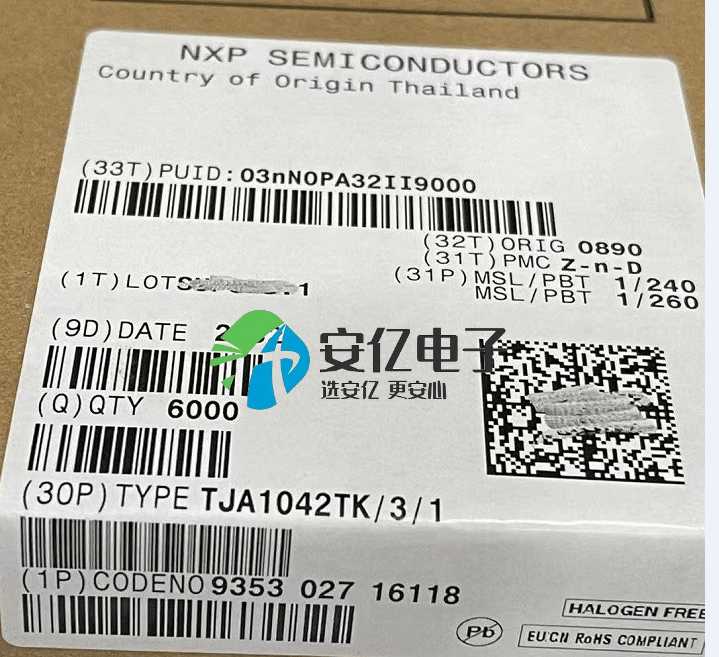 NXP SEMICONDUCTORS
Country of Origin Thailand
(33T)PUID:03nN0PA32II9000
(32T)ORIG 0890
(31T)PMC Z-n-D
(31P)MSL/PBT 1/240
MSL/PBT 1/260
(1T)LOT
(9D)DATE
安亿电子
选安亿 更安心
(Q)QTY 6000
(30P)TYPE TJA1042TK/3/1
(1P)CODENO 9353 027 16118
Pb
HALOGEN FREE
EU/CN RoHS COMPLIANT